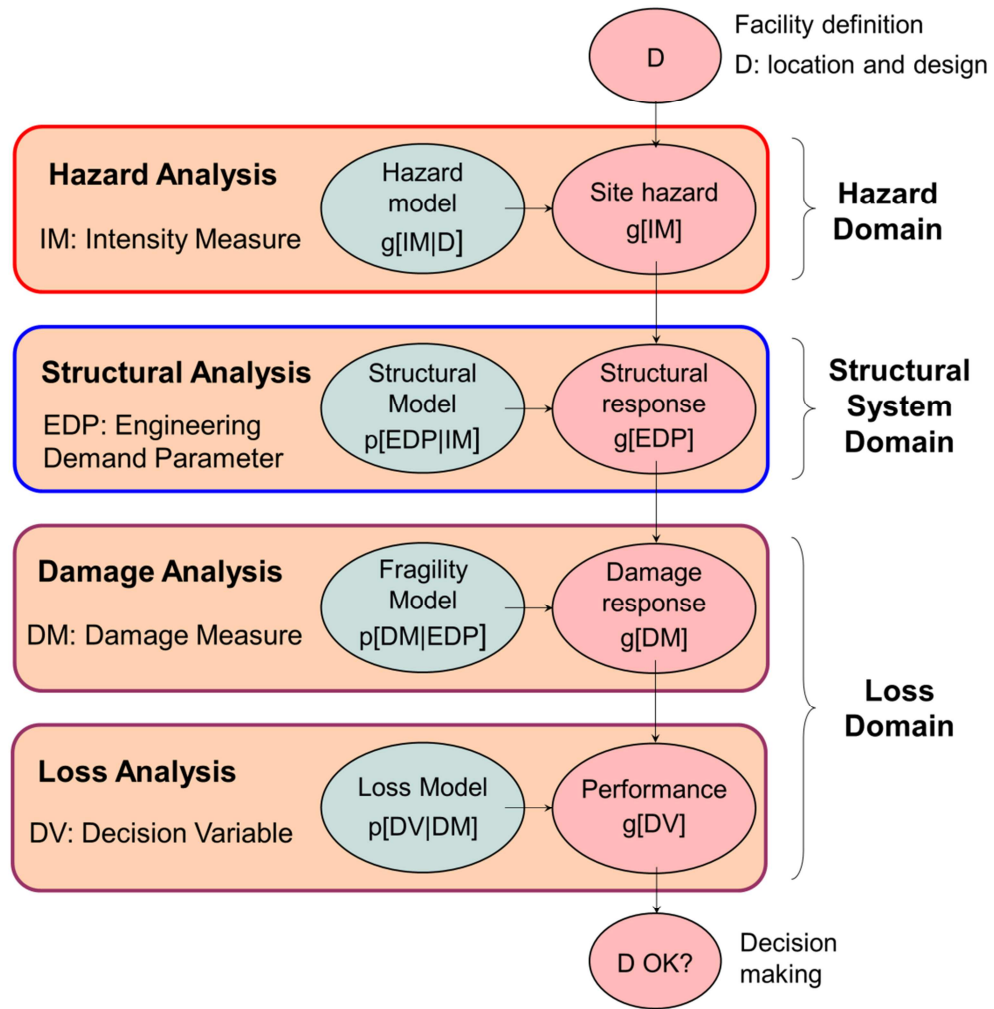 Facility definition
D: location and design
D
Hazard Analysis
IM: Intensity Measure
Hazard
model
g[IM|D]
Site hazard
g[IM]
Hazard
Domain
Structural Analysis
EDP: Engineering
Demand Parameter
Structural
Model
p[EDP|IM]
Structural
response
g[EDP]
Structural
System
Domain
Damage Analysis
DM: Damage Measure
Fragility
Model
p[DM|EDP]
Damage
response
g[DM]
Loss Analysis
DV: Decision Variable
Loss Model
p[DV|DM]
Performance
g[DV]
Loss
Domain
D OK?
Decision
making